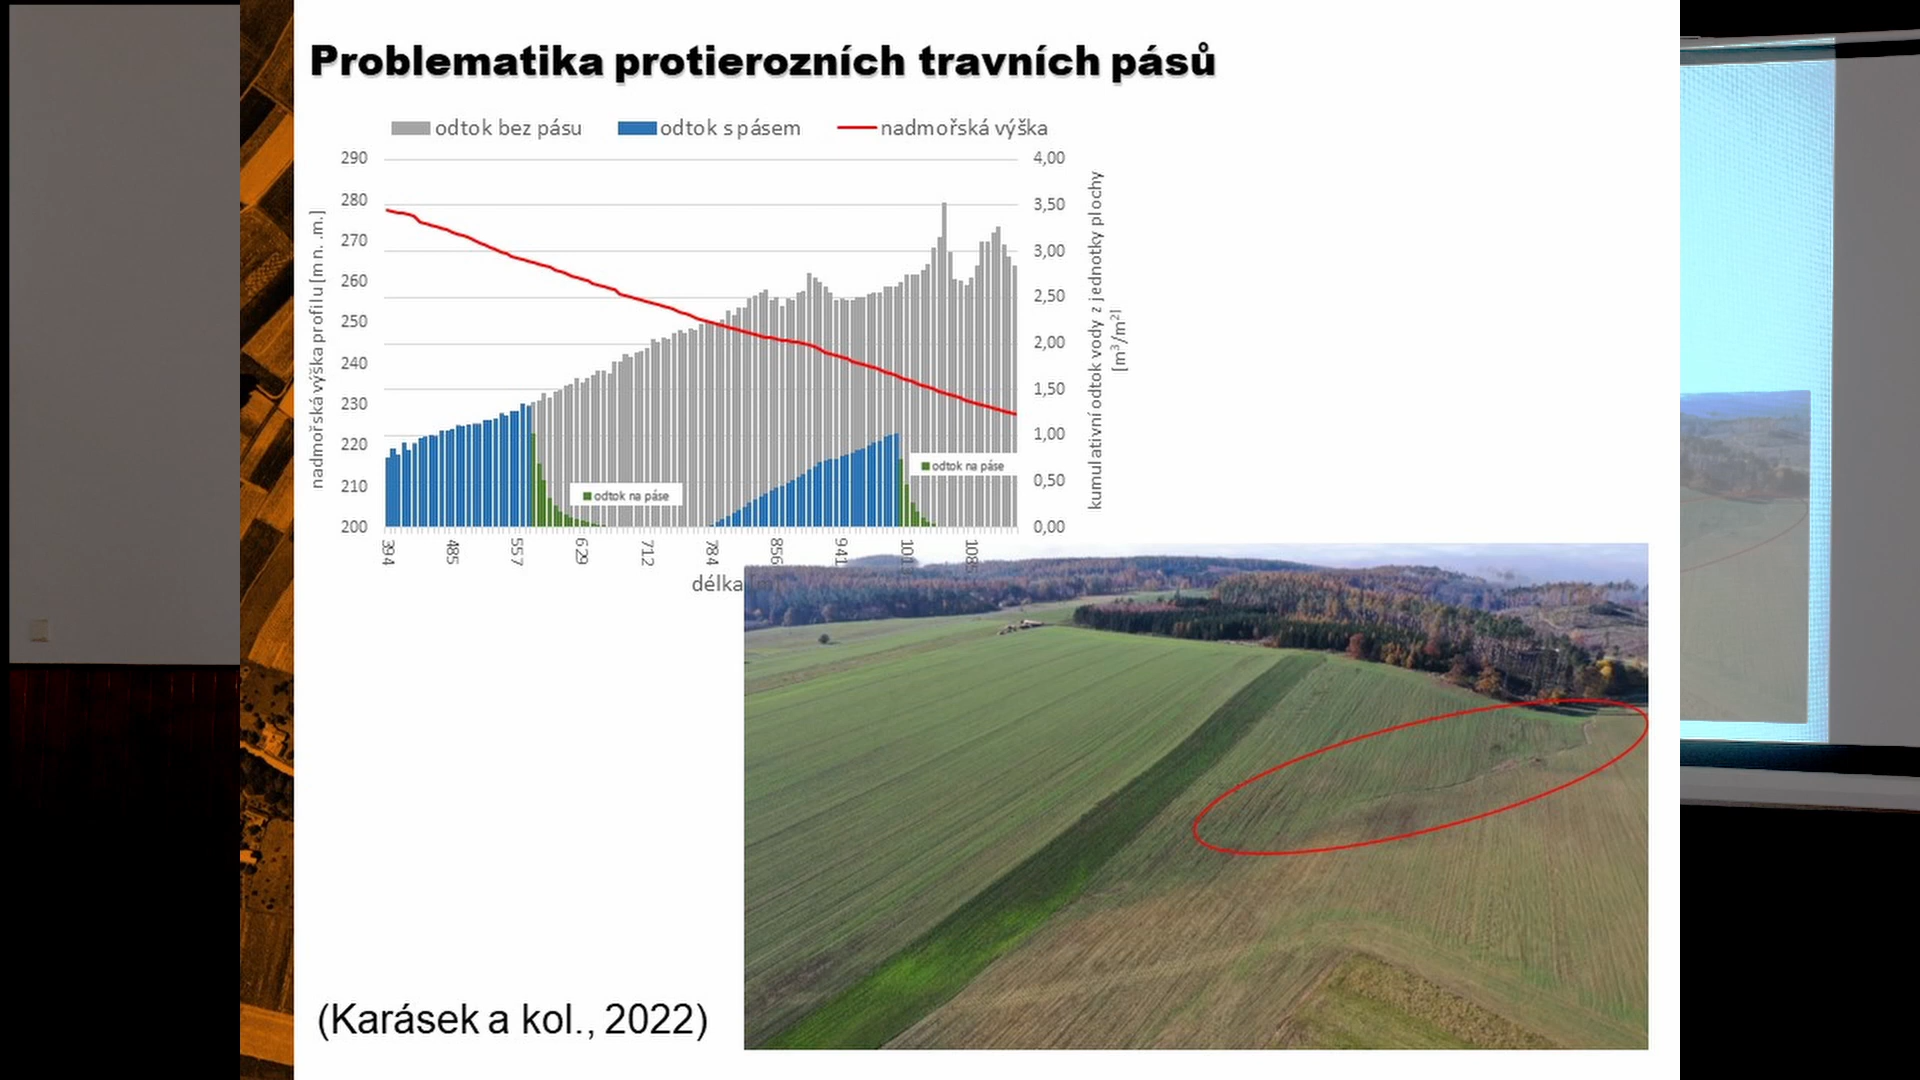 Problematika protierozních travních pásů
odtok bez pásu odtok s pásem nadmořská výška
290
280
270
260
250
240
230
220
210
200
4,00
3,50
3,00
2,50
2,00
1,50
1,00
0,50
0,00
nadmořská výška profilu [m n. .m.]
kumulativní odtok vody z jednotky plochy
[m³/m²]
odtok na páse
odtok na páse
394 485 557 629 712 784 856 941 1013 1085
délka
(Karásek a kol., 2022)